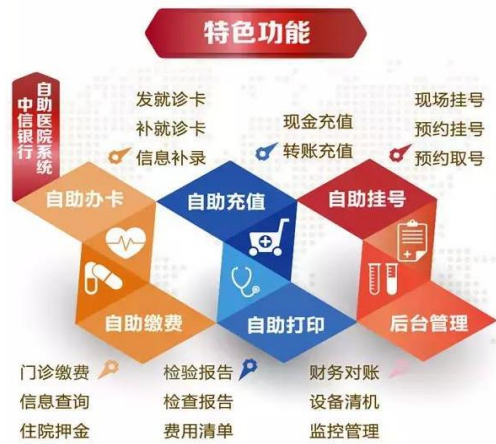 特色功能
自助医院系统
中信银行
发就诊卡
补就诊卡
信息补录
现金充值
转账充值
现场挂号
预约挂号
预约取号
自助办卡
自助充值
自助挂号
自助缴费
自助打印
后台管理
门诊缴费
信息查询
住院押金
检验报告
检查报告
费用清单
财务对账
设备清机
监控管理